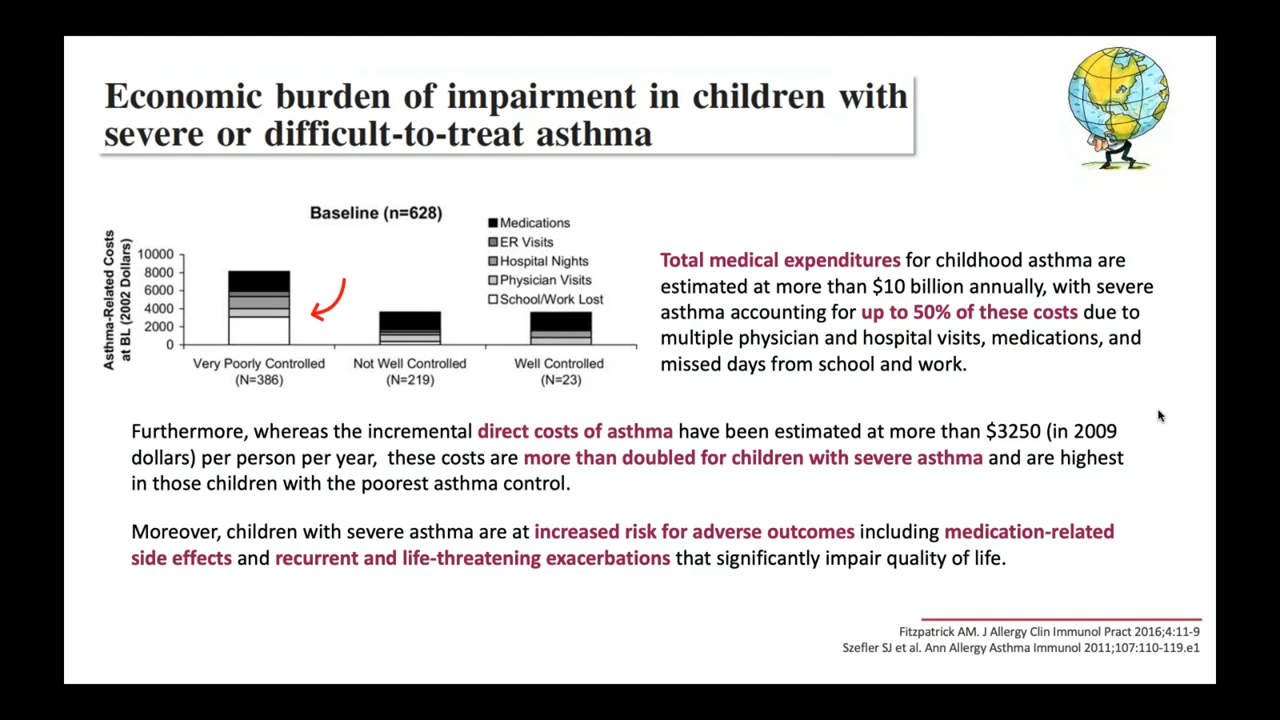 Economic burden of impairment in children with
severe or difficult-to-treat asthma
Baseline (n=628)
Asthma-Related Costs
at BL (2002 Dollars)
10000
8000
6000
4000
2000
0
Medications
ER Visits
Hospital Nights
Physician Visits
School/Work Lost
Very Poorly Controlled
(N=386)
Not Well Controlled
(N=219)
Well Controlled
(N=23)
Total medical expenditures for childhood asthma are
estimated at more than $10 billion annually, with severe
asthma accounting for up to 50% of these costs due to
multiple physician and hospital visits, medications, and
missed days from school and work.
Furthermore, whereas the incremental direct costs of asthma have been estimated at more than $3250 (in 2009
dollars) per person per year, these costs are more than doubled for children with severe asthma and are highest
in those children with the poorest asthma control.
Moreover, children with severe asthma are at increased risk for adverse outcomes including medication-related
side effects and recurrent and life-threatening exacerbations that significantly impair quality of life.
Fitzpatrick AM. J Allergy Clin Immunol Pract 2016;4:11-9
Szefler SJ et al. Ann Allergy Asthma Immunol 2011;107:110-119.e1